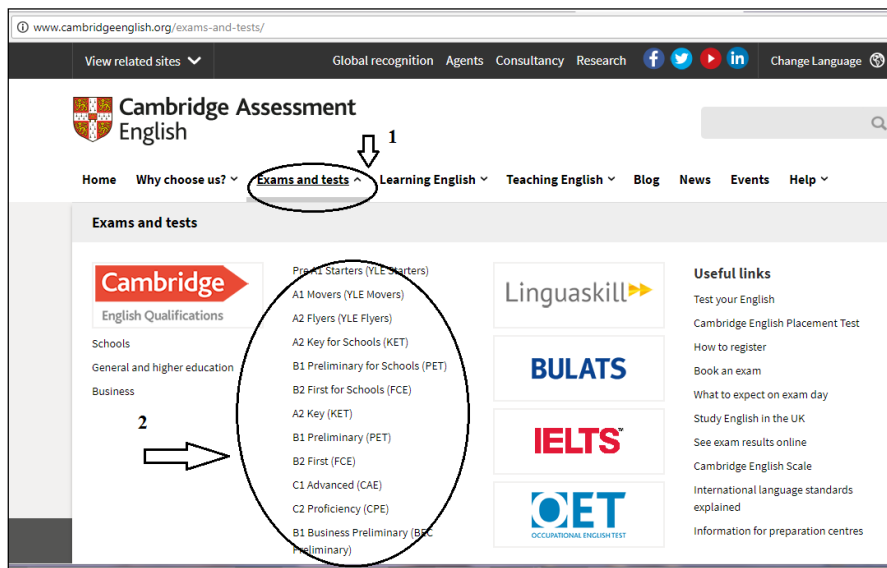 www.cambridgeenglish.org/exams-and-tests/
View related sites Global recognition Agents Consultancy Research Change Language
Cambridge Assessment
English
1
Home Why choose us? Exams and tests Learning English Teaching English Blog News Events Help
Exams and tests
Cambridge
English Qualifications
Schools
General and higher education
Business
2
Pre A1 Starters (YLE Starters)
A1 Movers (YLE Movers)
A2 Flyers (YLE Flyers)
A2 Key for Schools (KET)
B1 Preliminary for Schools (PET)
B2 First for Schools (FCE)
A2 Key (KET)
B1 Preliminary (PET)
B2 First (FCE)
C1 Advanced (CAE)
C2 Proficiency (CPE)
B1 Business Preliminary (BEC
Preliminary)
Linguaskill
BULATS
IELTS™
OET
OCCUPATIONAL ENGLISH TEST
Useful links
Test your English
Cambridge English Placement Test
How to register
Book an exam
What to expect on exam day
Study English in the UK
See exam results online
Cambridge English Scale
International language standards
explained
Information for preparation centres